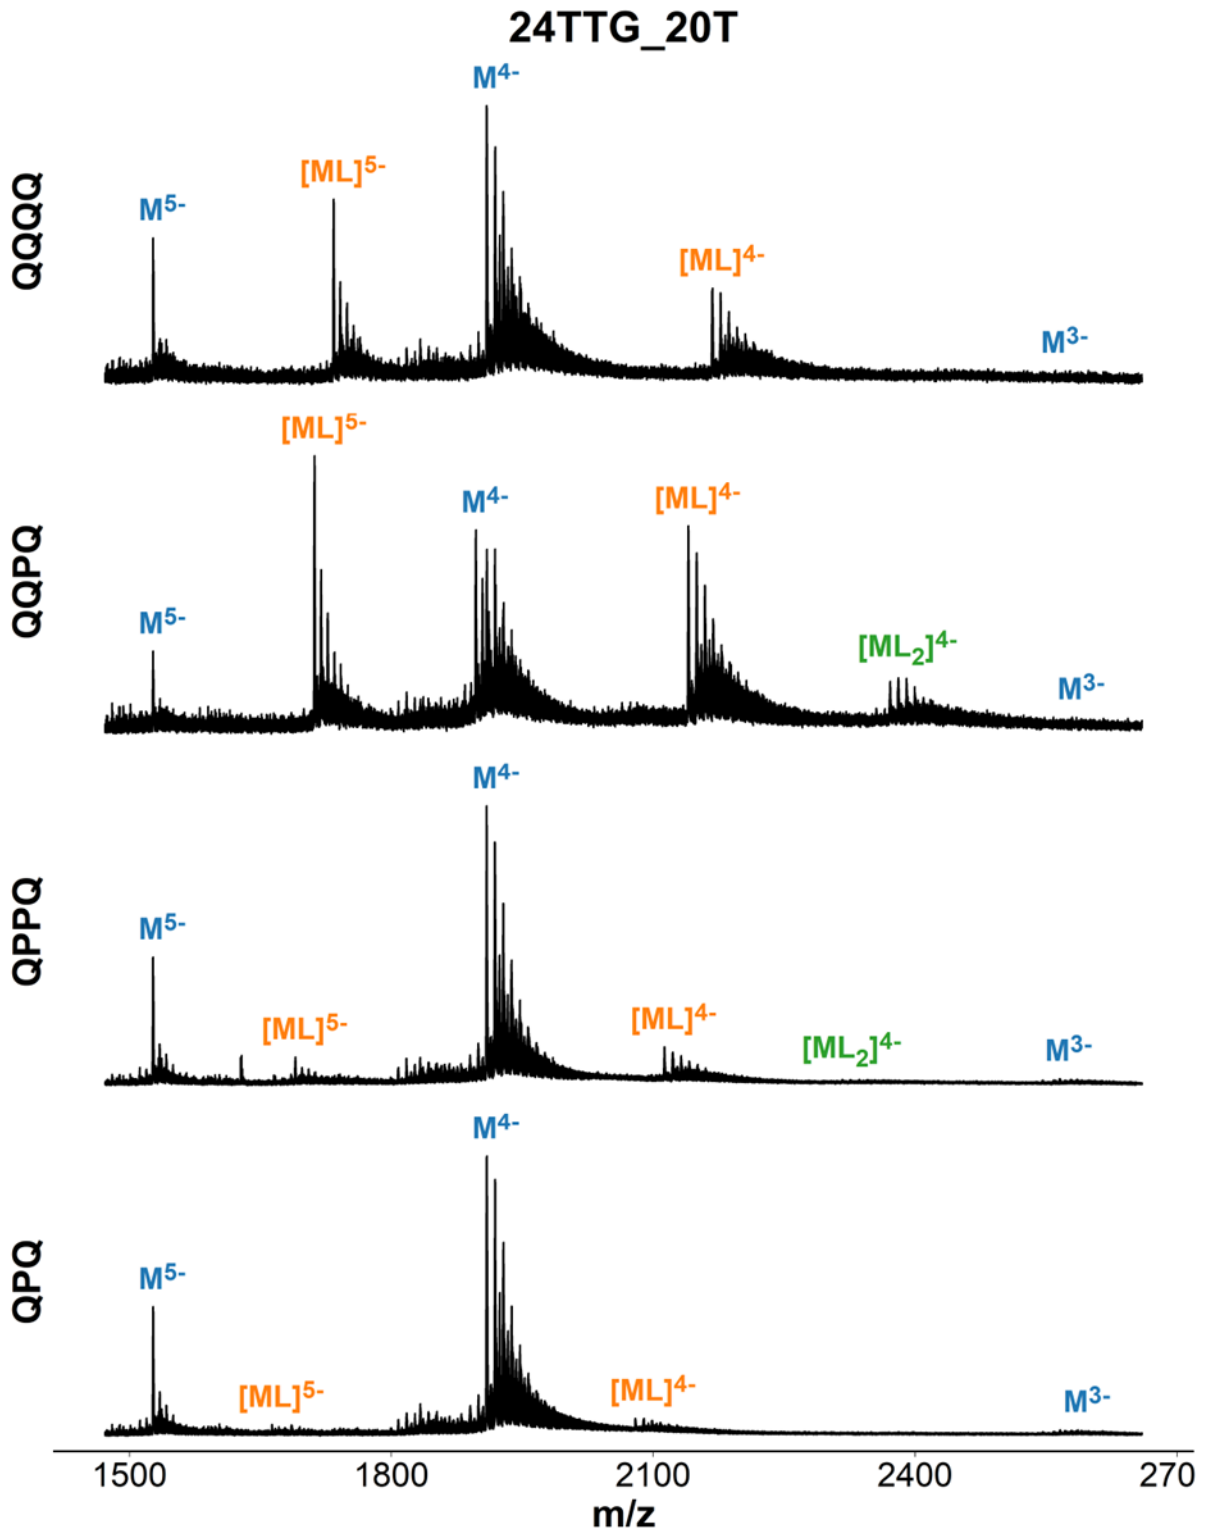 24TTG_20T
M4-
[ML]5-
M5-
[ML]4-
M3-
QQQQ
[ML]5-
M4-
[ML]4-
M5-
[ML2]4-
M3-
QQPQ
M4-
M5-
[ML]5-
[ML]4-
[ML2]4-
M3-
QPPQ
M4-
M5-
[ML]5-
[ML]4-
M3-
QPQ
1500 1800 2100 2400 270
m/z